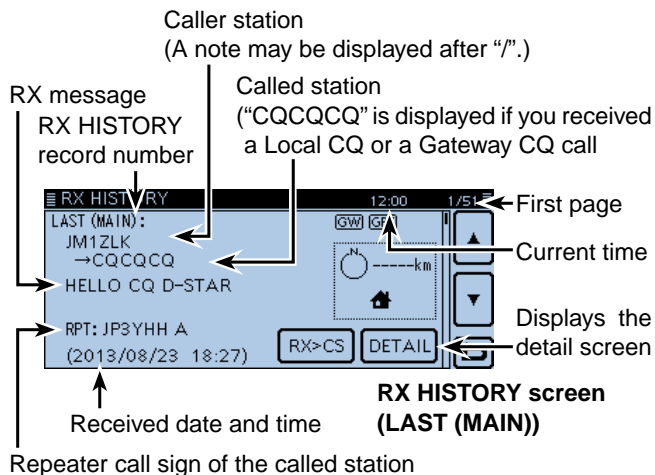 Caller station
(A note may be displayed after “/”.)
Called station
(“CQCQCQ” is displayed if you received
a Local CQ or a Gateway CQ call
RX message
RX HISTORY
record number
RX HISTORY 12:00 1/51
First page
LAST (MAIN): GW
JM1ZLK
→CQCQCQ
N
-----km
Current time
HELLO CQ D-STAR
RPT: JP3YHH A
(2013/08/23 18:27)
RX>CS DETAIL
Displays the
detail screen
RX HISTORY screen
(LAST (MAIN))
Received date and time
Repeater call sign of the called station